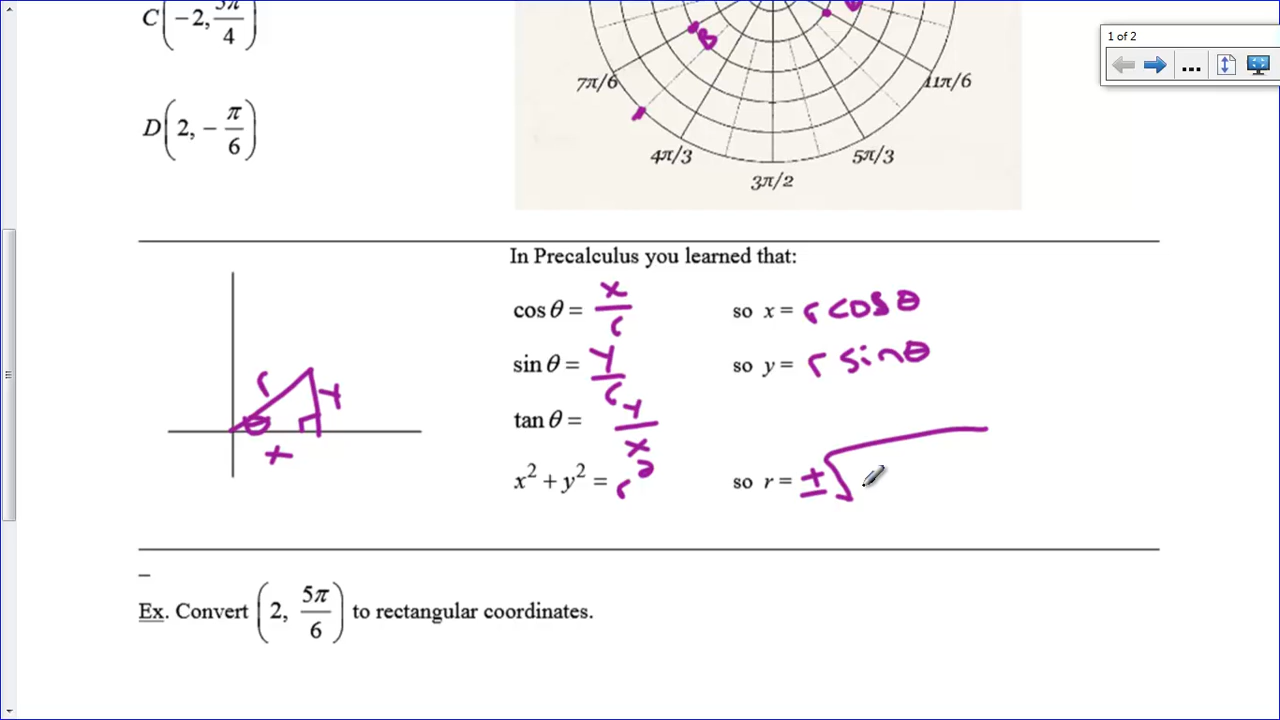 C(−2, 5π/4)
1 of 2
B
7π/6
11π/6
D(2, −π/6)
4π/3
5π/3
3π/2
In Precalculus you learned that:
cos θ = x/r so x = r cos θ
sin θ = y/r so y = r sin θ
tan θ = y/x
x² + y² = r² so r = ±√
r
y
θ
x
Ex. Convert (2, 5π/6) to rectangular coordinates.